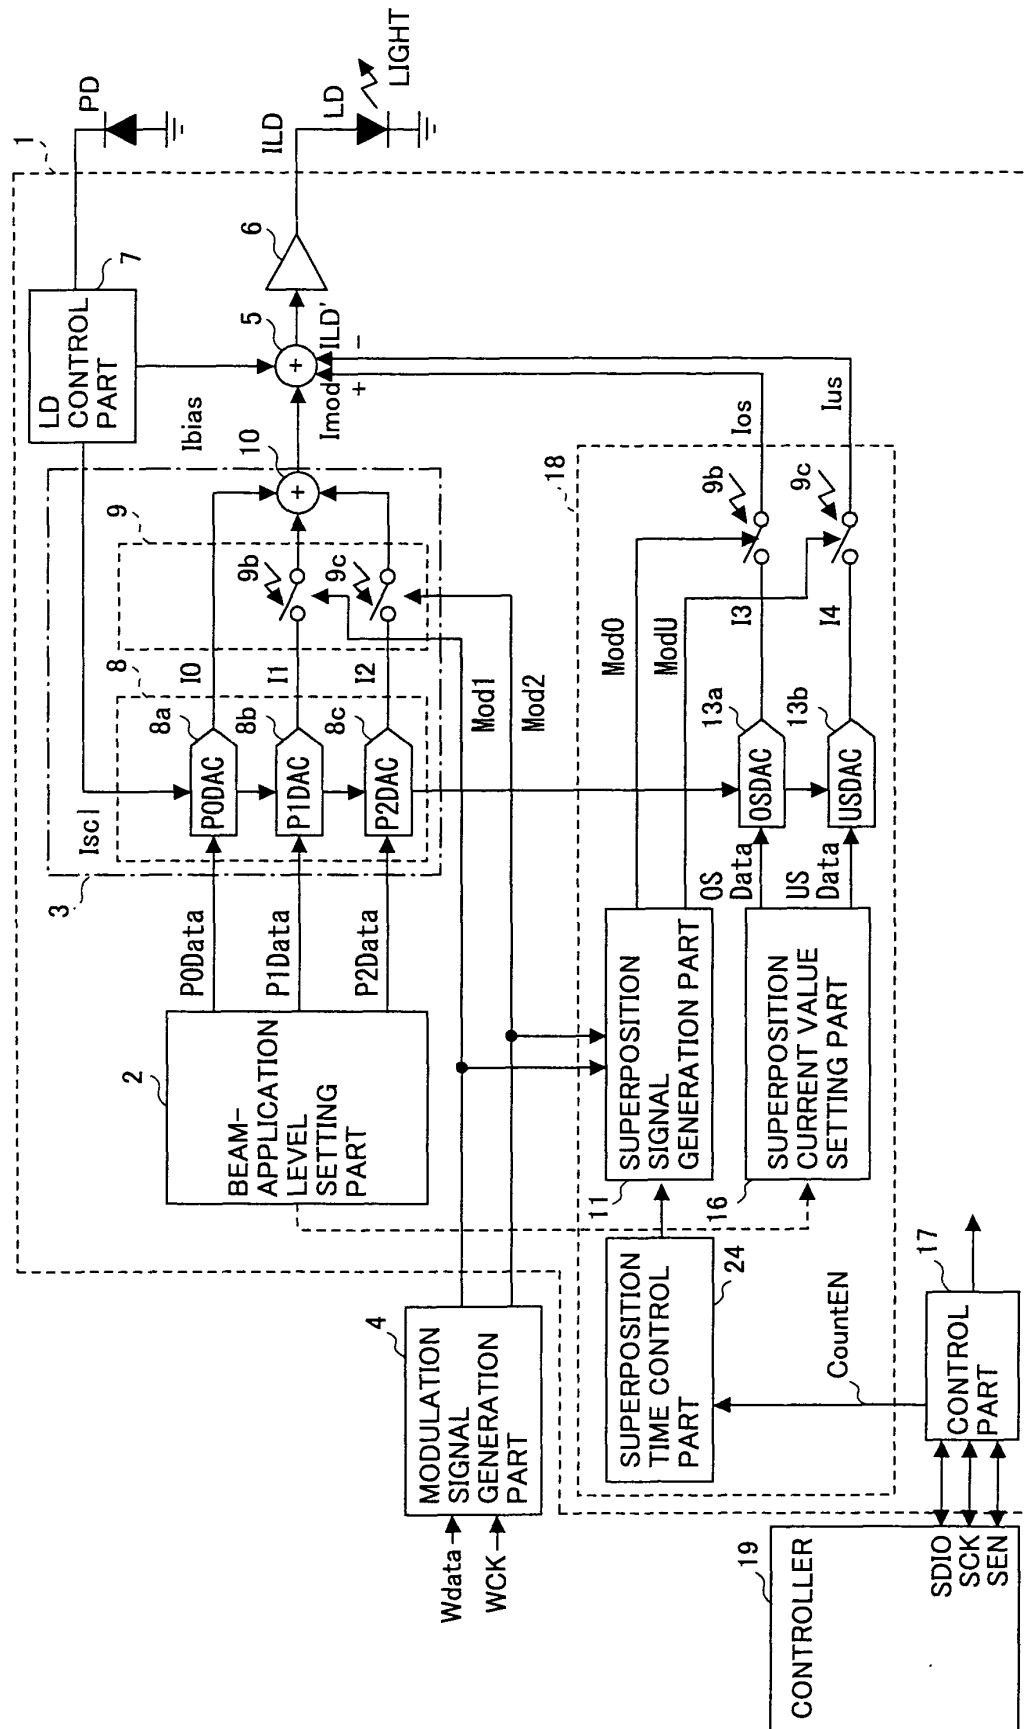 1
PD
LD
CONTROL
PART
7
ILD
LD
LIGHT
6
5
ILD'
Ibias
Imod
+
−
+
10
+
3
Iscl
9
8
I0
8a
P0DAC
9b
I1
8b
P1DAC
9c
I2
8c
P2DAC
P0Data
P1Data
P2Data
2
BEAM-
APPLICATION
LEVEL
SETTING
PART
Mod1
Mod2
4
MODULATION
SIGNAL
GENERATION
PART
Wdata
WCK
Ios
Ius
18
9b
9c
ModO
ModU
I3
I4
13a
OSDAC
13b
USDAC
OS
Data
US
Data
SUPERPOSITION
SIGNAL
GENERATION PART
11
SUPERPOSITION
CURRENT VALUE
SETTING PART
16
SUPERPOSITION
TIME CONTROL
PART
24
CountEN
17
CONTROL
PART
19
CONTROLLER
SDIO
SCK
SEN